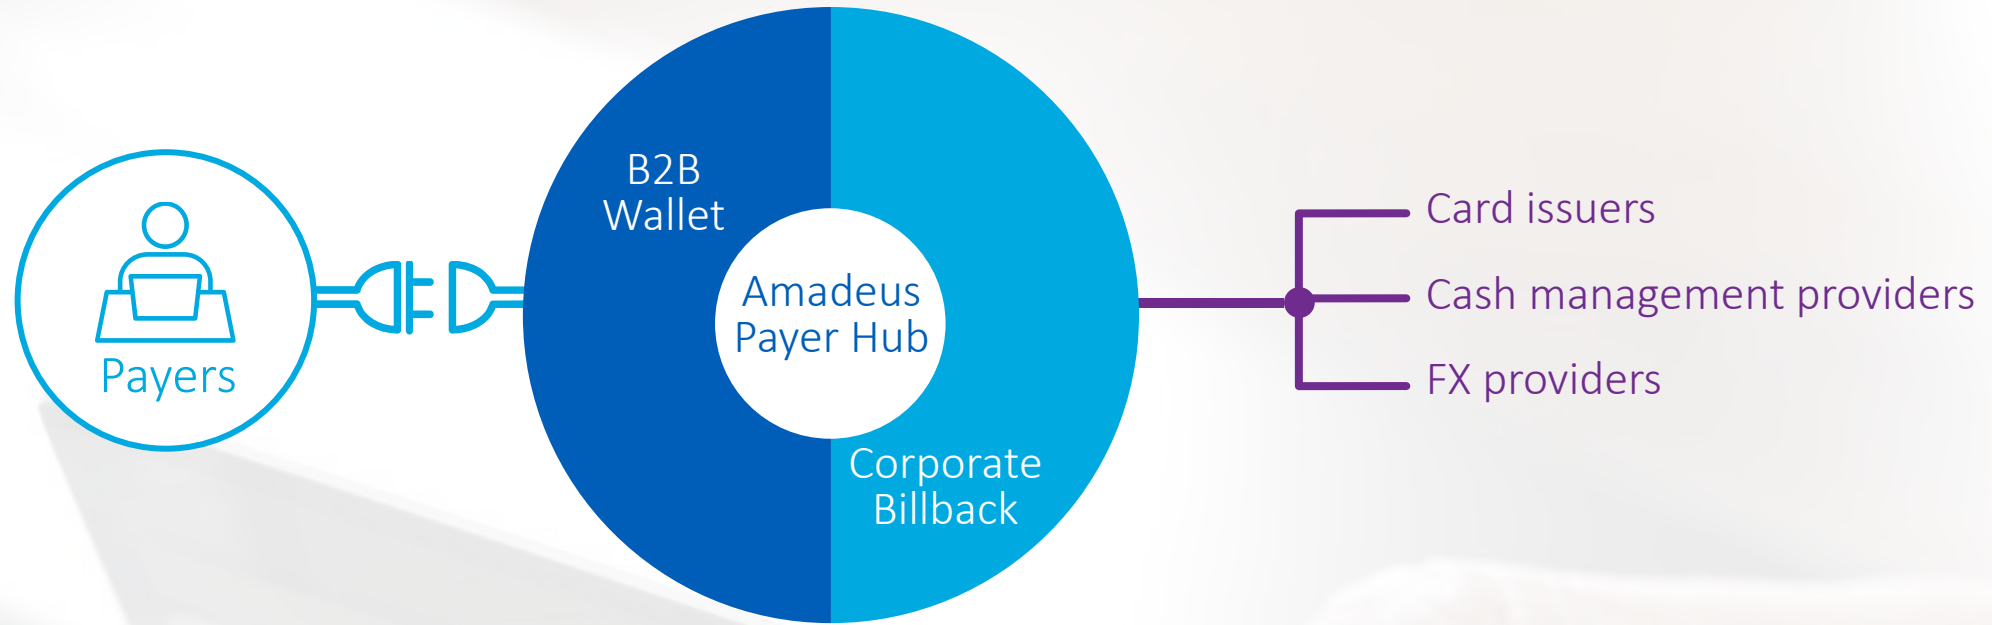 Payers
B2B
Wallet
Amadeus
Payer Hub
Corporate
Billback
Card issuers
Cash management providers
FX providers